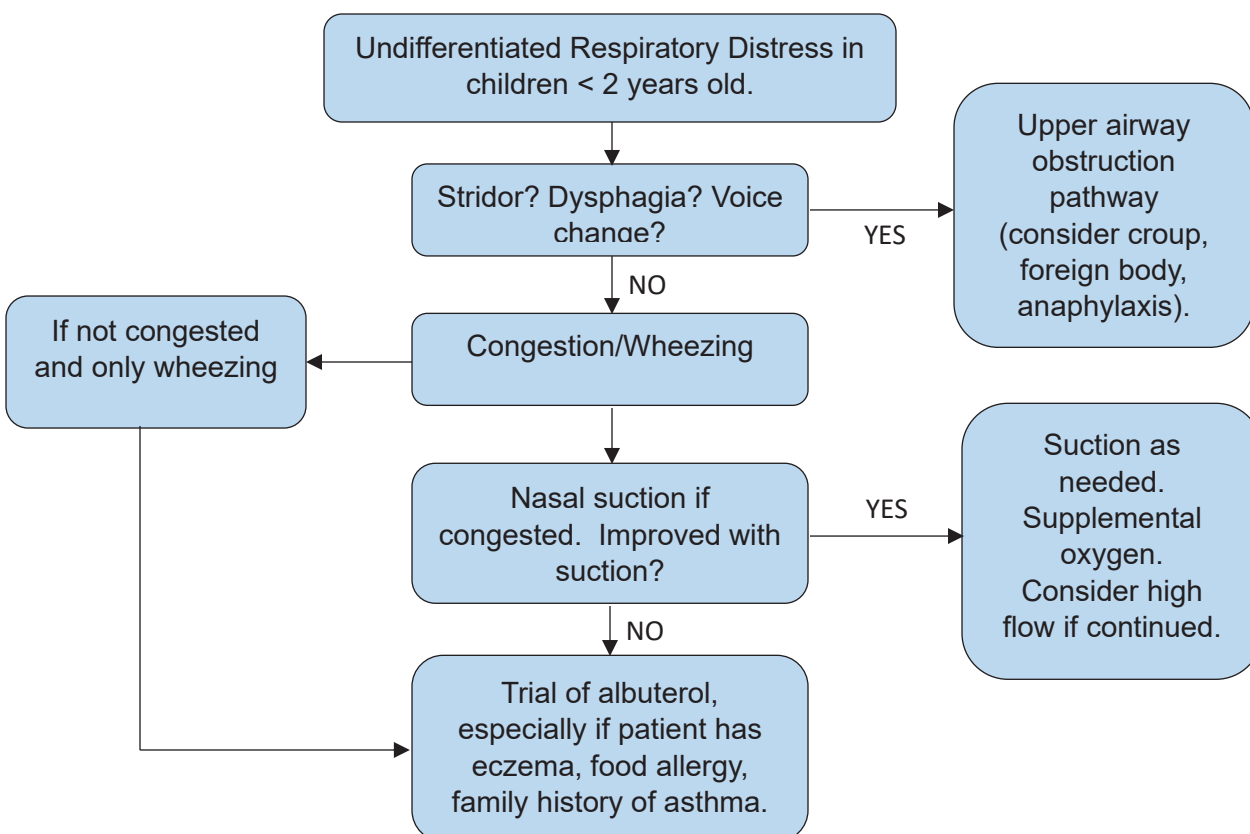 Undifferentiated Respiratory Distress in
children < 2 years old.
Upper airway
obstruction
pathway
(consider croup,
foreign body,
anaphylaxis).
Stridor? Dysphagia? Voice
change?
YES
NO
If not congested
and only wheezing
Congestion/Wheezing
Suction as
needed.
Supplemental
oxygen.
Consider high
flow if continued.
Nasal suction if
congested. Improved with
suction?
YES
NO
Trial of albuterol,
especially if patient has
eczema, food allergy,
family history of asthma.